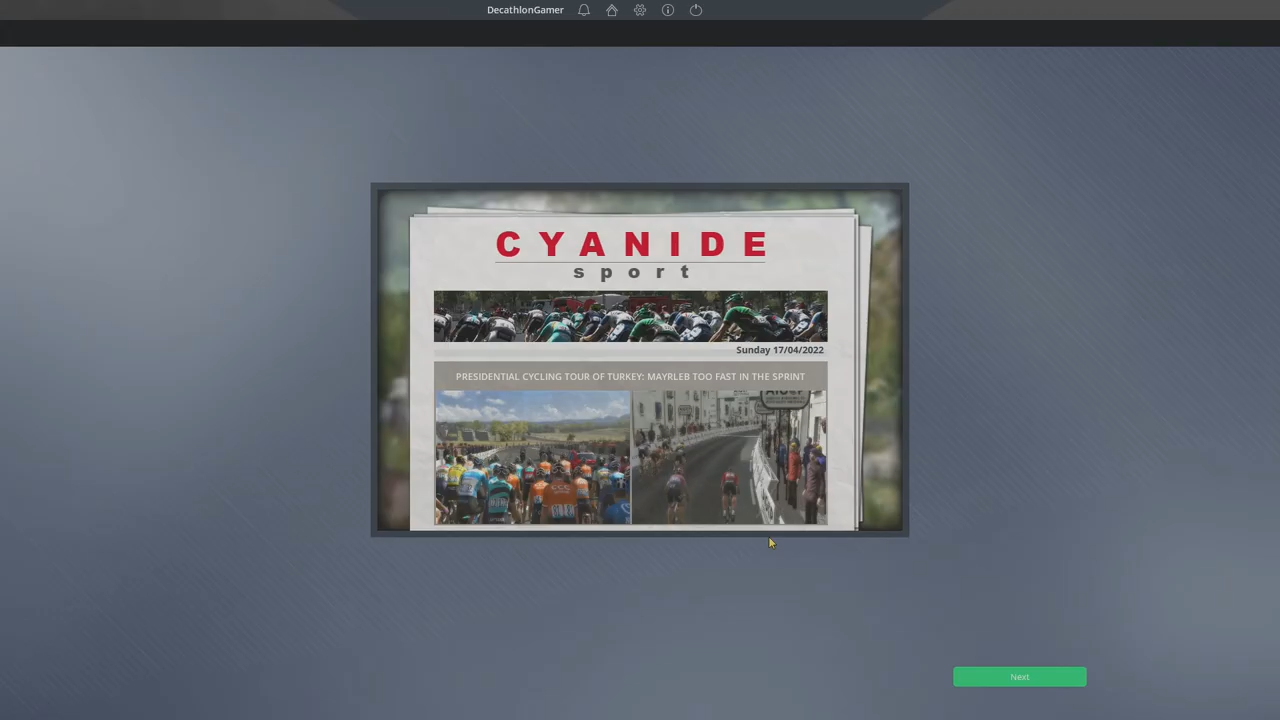 DecathlonGamer
CYANIDE
sport
Sunday 17/04/2022
PRESIDENTIAL CYCLING TOUR OF TURKEY: MAYRLEB TOO FAST IN THE SPRINT
CCC
Next